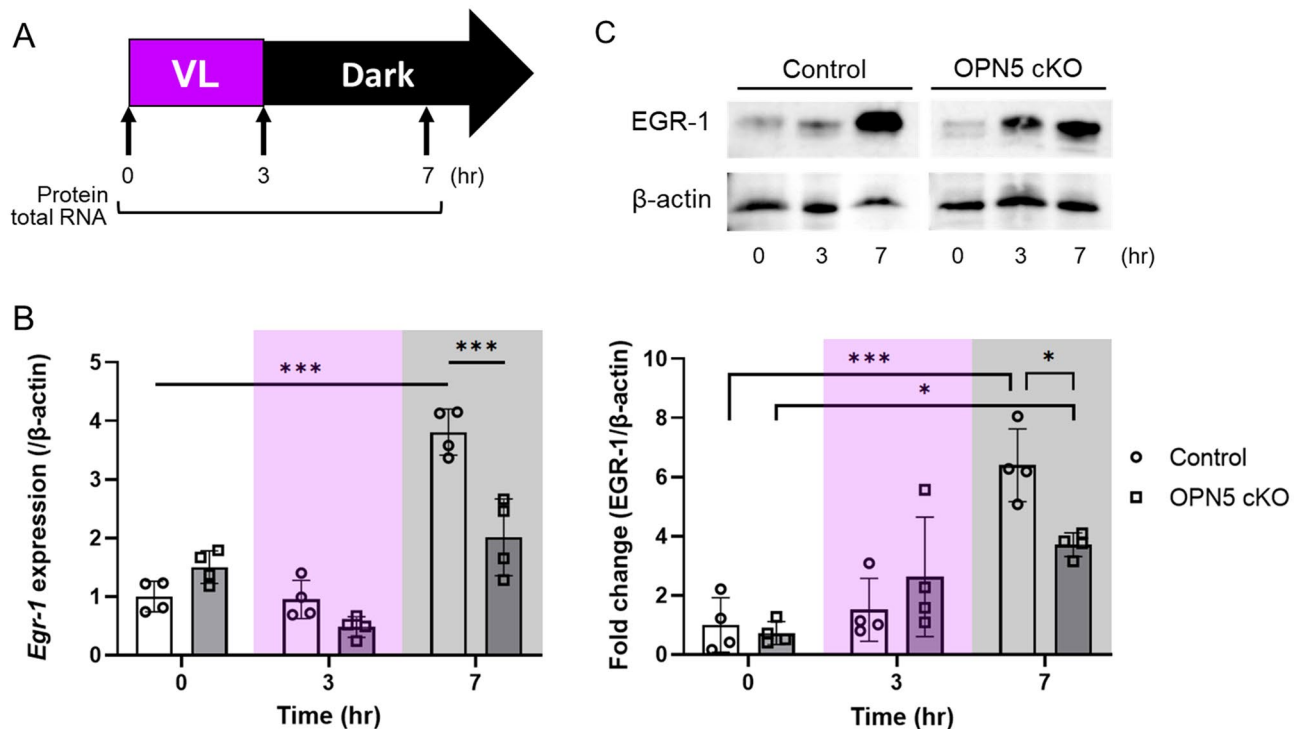 A
VL
Dark
0
3
7
(hr)
Protein
total RNA
C
Control
OPN5 cKO
EGR-1
β-actin
0
3
7
0
3
7
(hr)
B
Egr-1 expression (/β-actin)
5
4
3
2
1
0
***
***
0
3
7
Time (hr)
Fold change (EGR-1/β-actin)
10
8
6
4
2
0
***
*
*
0
3
7
Time (hr)
Control
OPN5 cKO